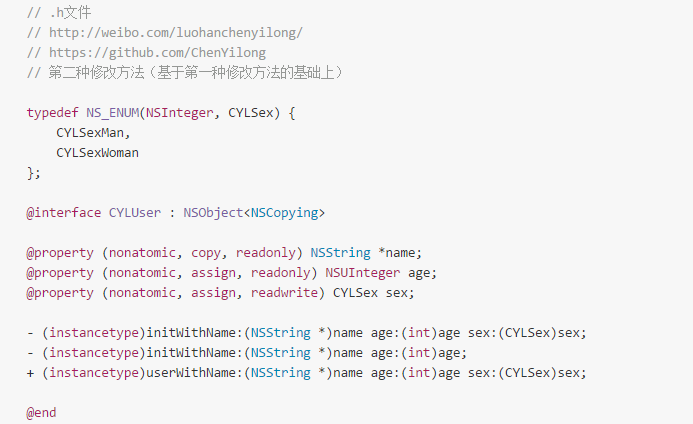 // .h文件
// http://weibo.com/luohanchenyilong/
// https://github.com/ChenYilong
// 第二种修改方法（基于第一种修改方法的基础上）
typedef NS_ENUM(NSInteger, CYLSex) {
    CYLSexMan,
    CYLSexWoman
};
@interface CYLUser : NSObject<NSCopying>
@property (nonatomic, copy, readonly) NSString *name;
@property (nonatomic, assign, readonly) NSUInteger age;
@property (nonatomic, assign, readwrite) CYLSex sex;
- (instancetype)initWithName:(NSString *)name age:(int)age sex:(CYLSex)sex;
- (instancetype)initWithName:(NSString *)name age:(int)age;
+ (instancetype)userWithName:(NSString *)name age:(int)age sex:(CYLSex)sex;
@end